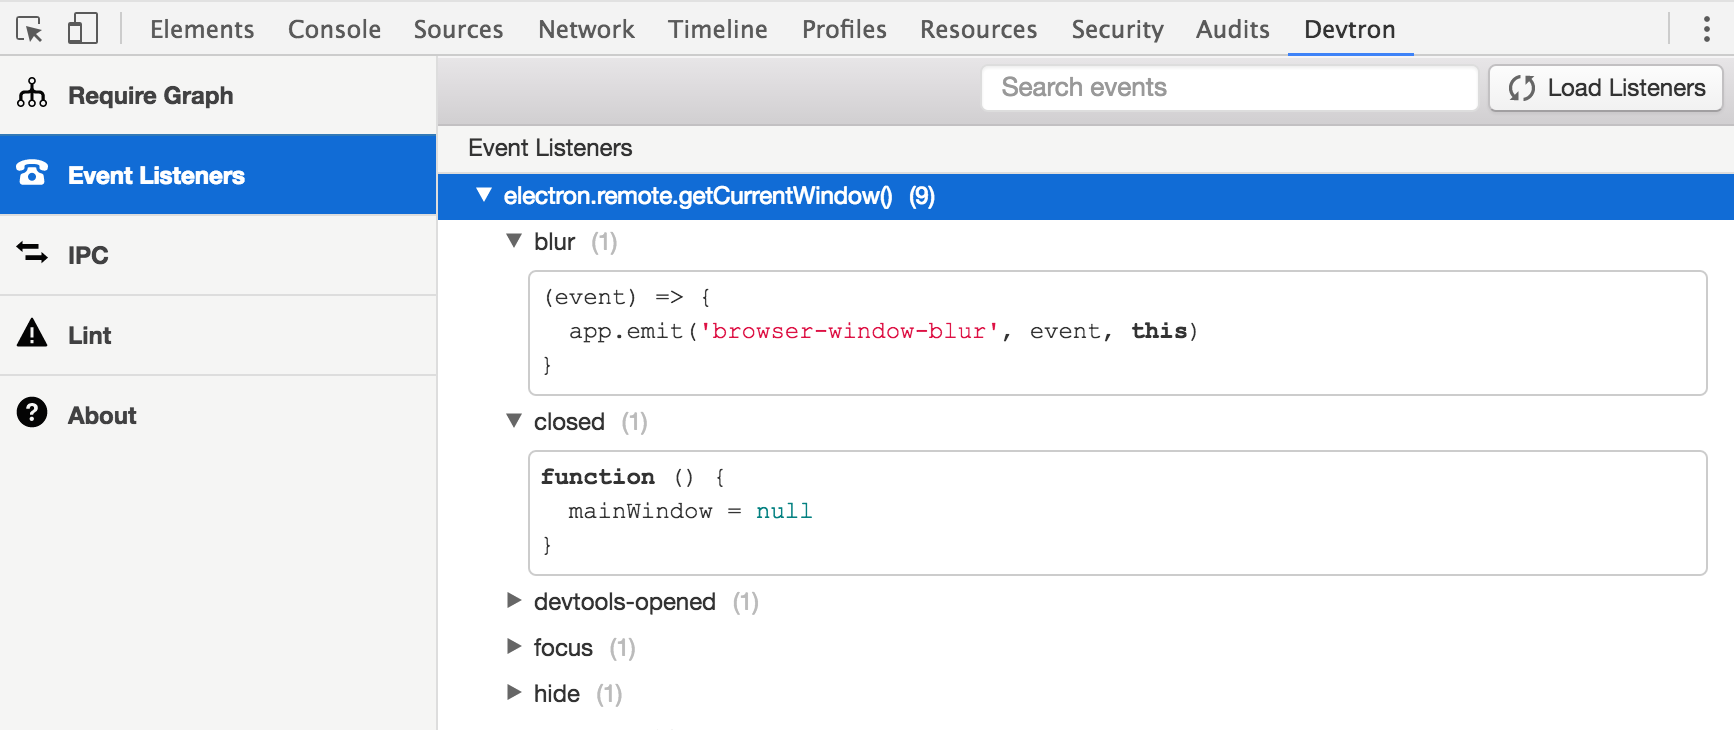 Elements Console Sources Network Timeline Profiles Resources Security Audits Devtron
Require Graph
Event Listeners
IPC
Lint
About
Search events
Load Listeners
Event Listeners
electron.remote.getCurrentWindow() (9)
blur (1)
(event) => {
  app.emit('browser-window-blur', event, this)
}
closed (1)
function () {
  mainWindow = null
}
devtools-opened (1)
focus (1)
hide (1)